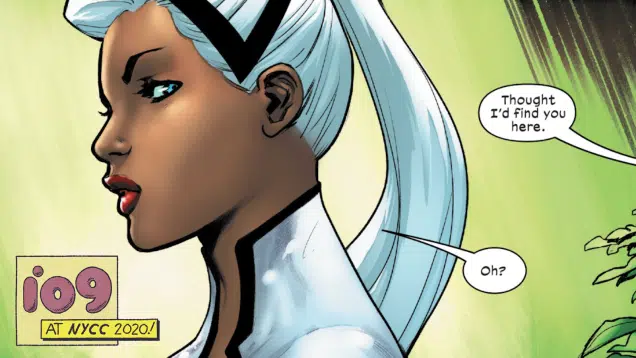 Thought
I'd find you
here.
Oh?
io9
AT NYCC 2020!